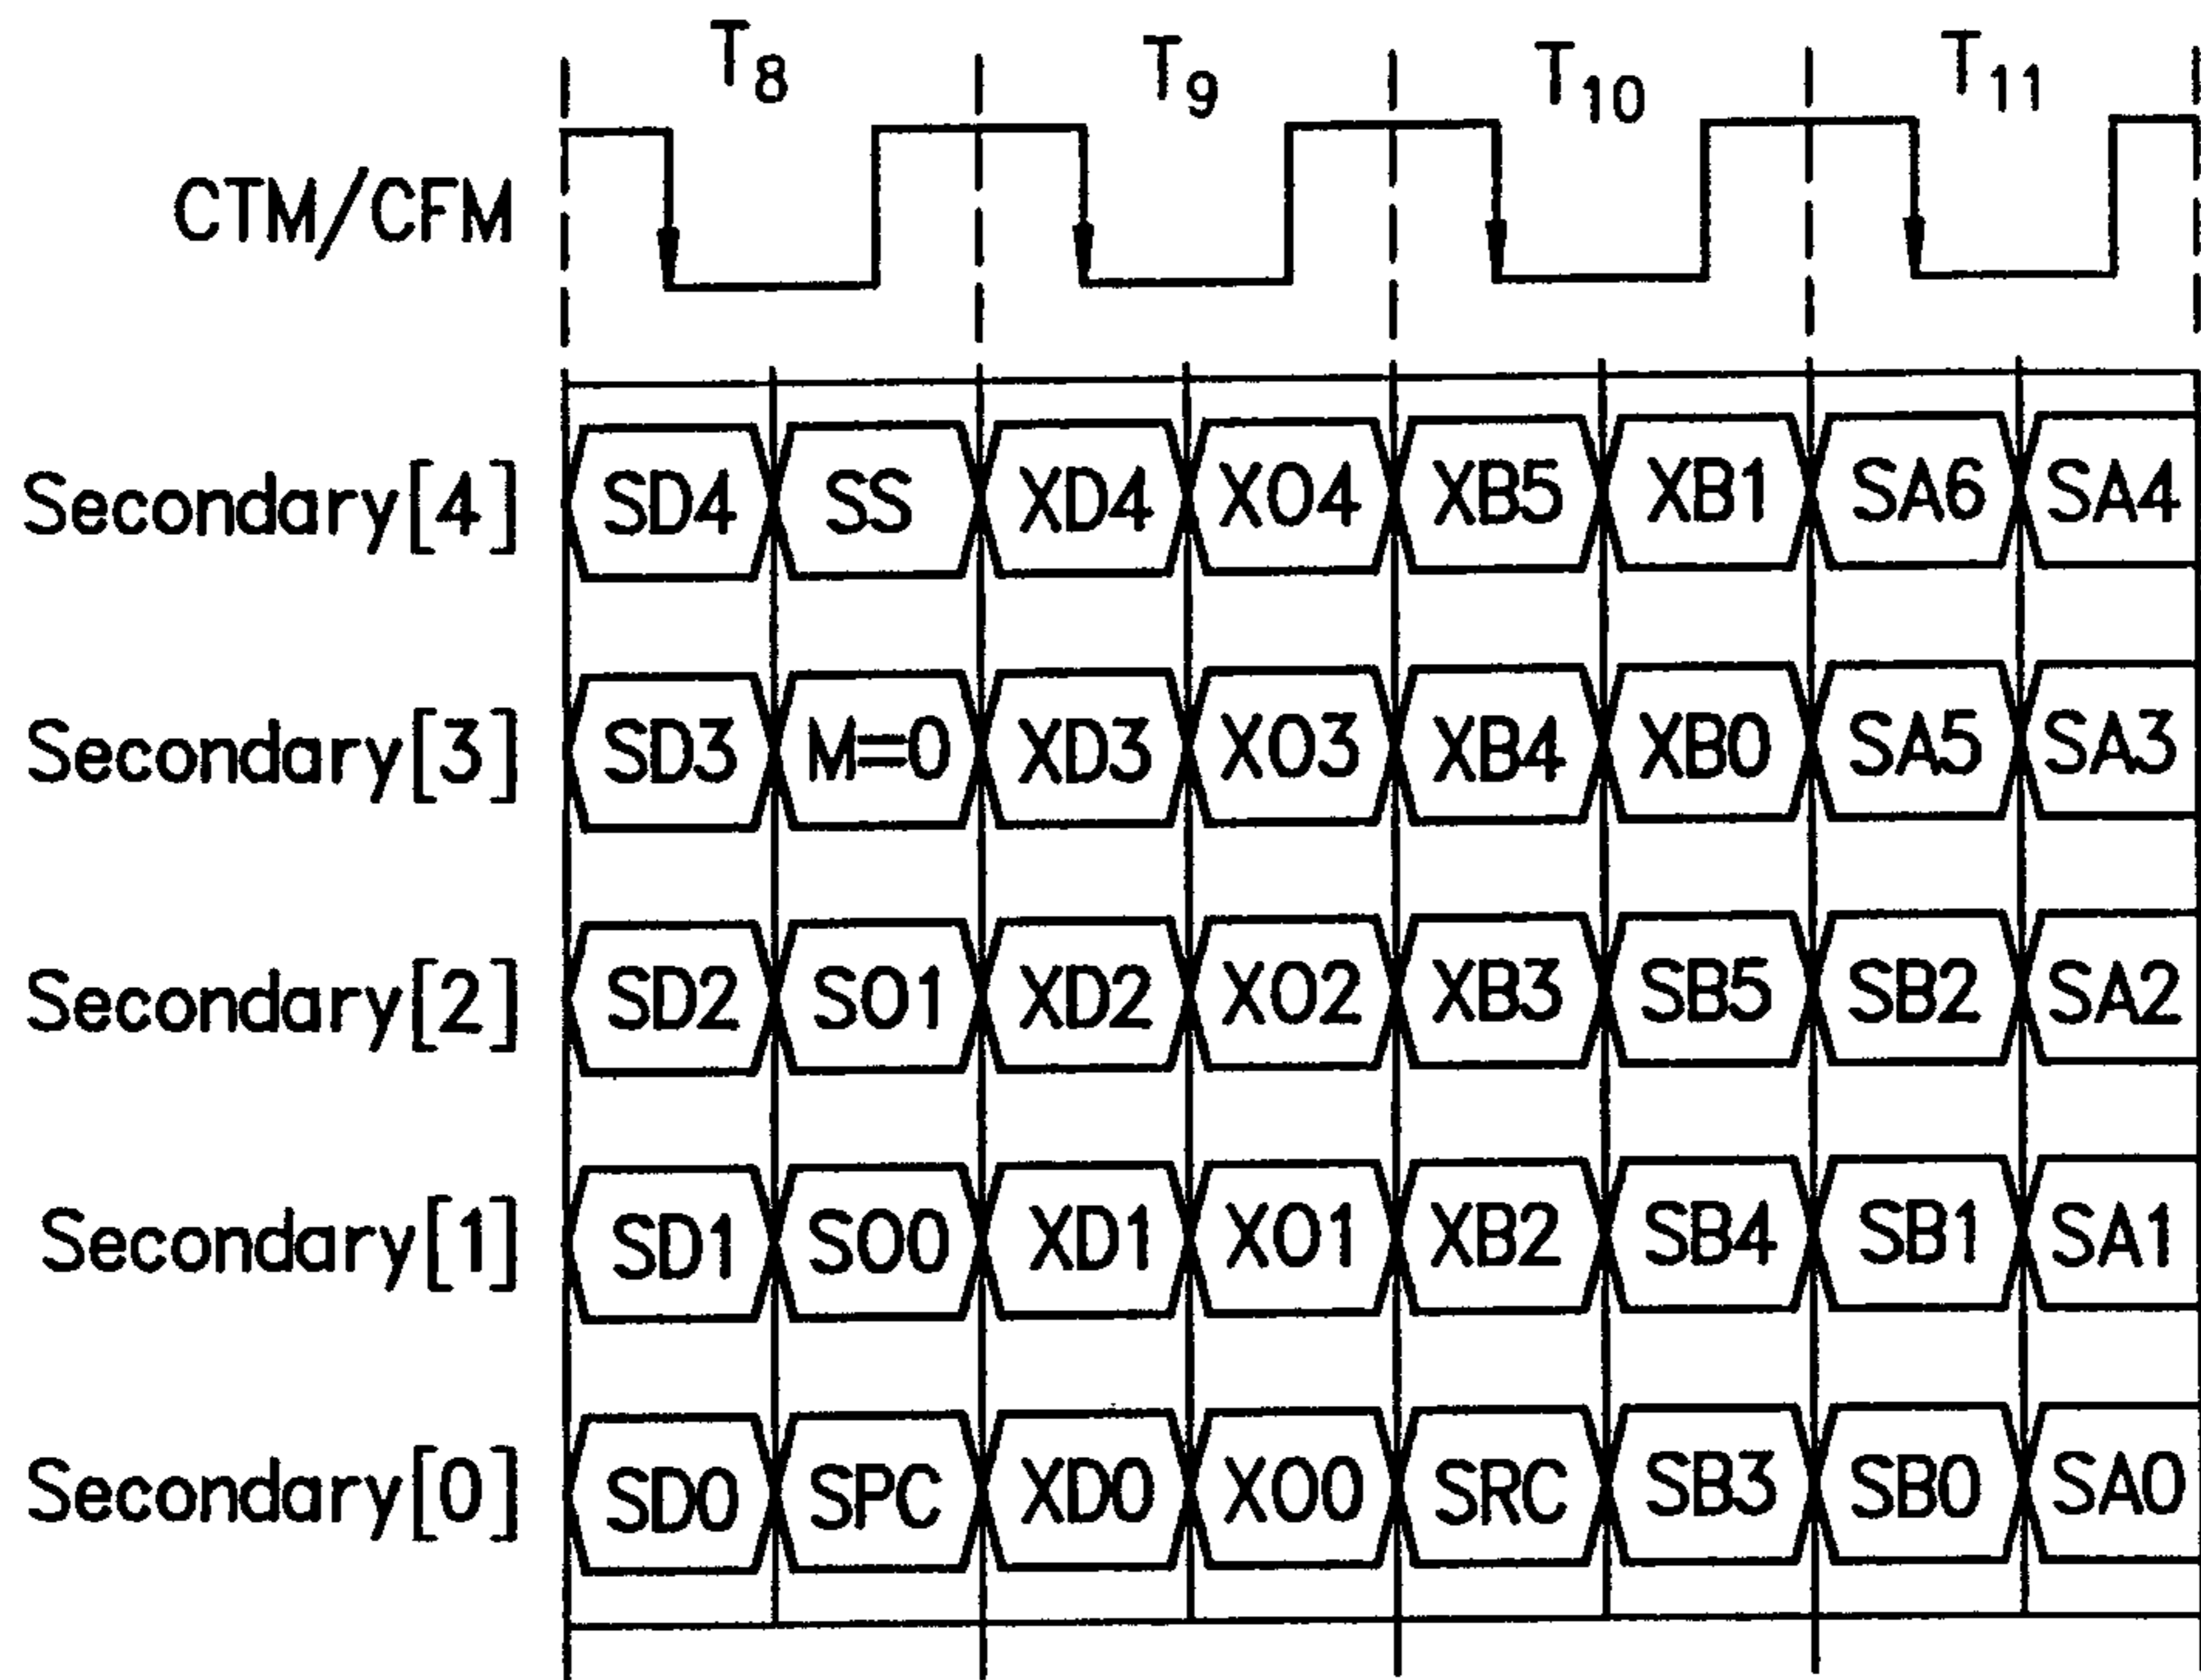 T8 T9 T10 T11
CTM/CFM
Secondary[4] SD4 SS XD4 XO4 XB5 XB1 SA6 SA4
Secondary[3] SD3 M=0 XD3 XO3 XB4 XB0 SA5 SA3
Secondary[2] SD2 SO1 XD2 XO2 XB3 SB5 SB2 SA2
Secondary[1] SD1 SO0 XD1 XO1 XB2 SB4 SB1 SA1
Secondary[0] SD0 SPC XD0 XO0 SRC SB3 SB0 SA0